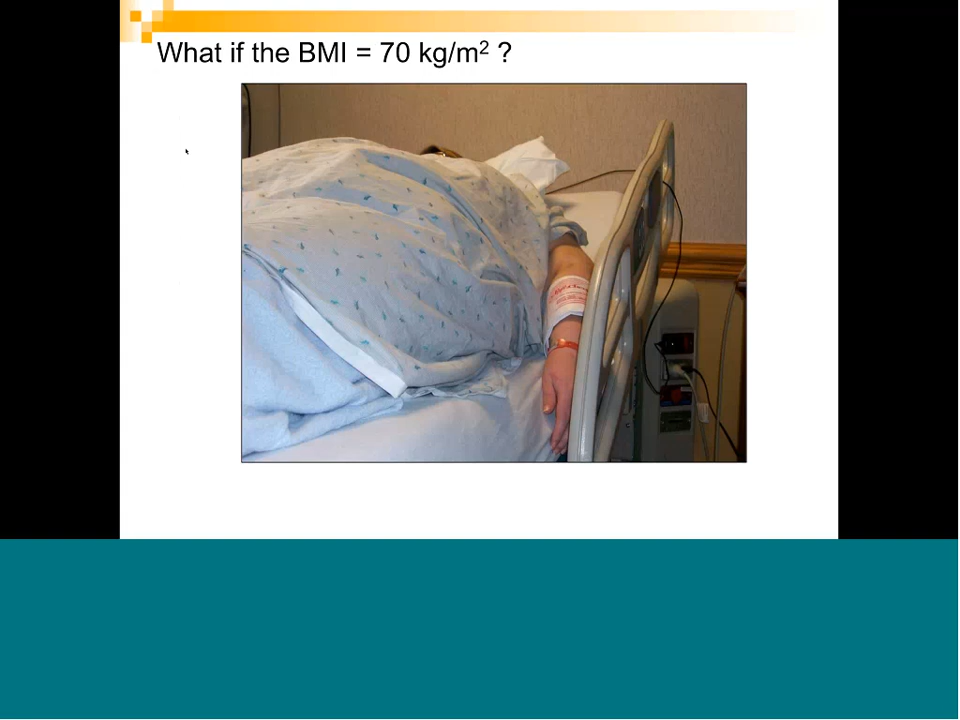 What if the BMI = 70 kg/m² ?